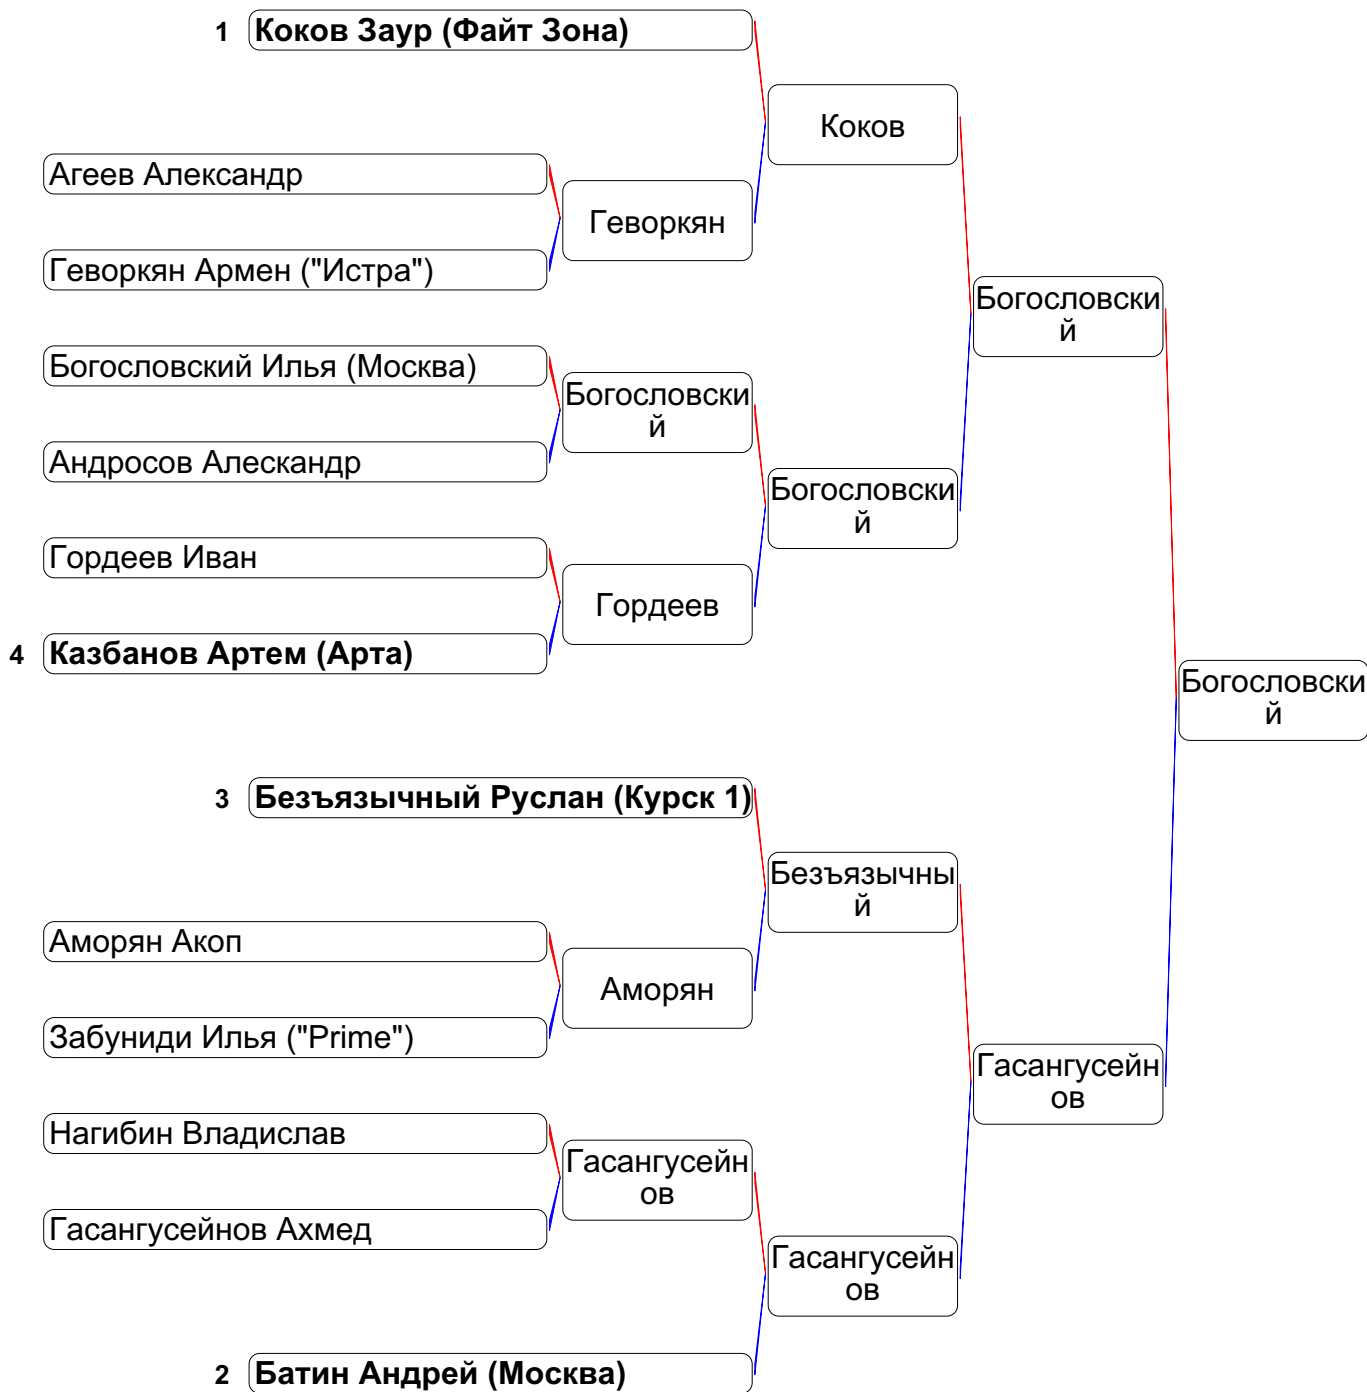 1 Коков Заур (Файт Зона)
Коков
Агеев Александр
Геворкян
Геворкян Армен ("Истра")
Богословски
й
Богословский Илья (Москва)
Богословски
й
Андросов Алескандр
Богословски
й
Гордеев Иван
Гордеев
4 Казбанов Артем (Арта)
Богословски
й
3 Безъязычный Руслан (Курск 1)
Безъязычны
й
Аморян Акоп
Аморян
Забуниди Илья ("Prime")
Гасангусейн
ов
Нагибин Владислав
Гасангусейн
ов
Гасангусейнов Ахмед
Гасангусейн
ов
2 Батин Андрей (Москва)